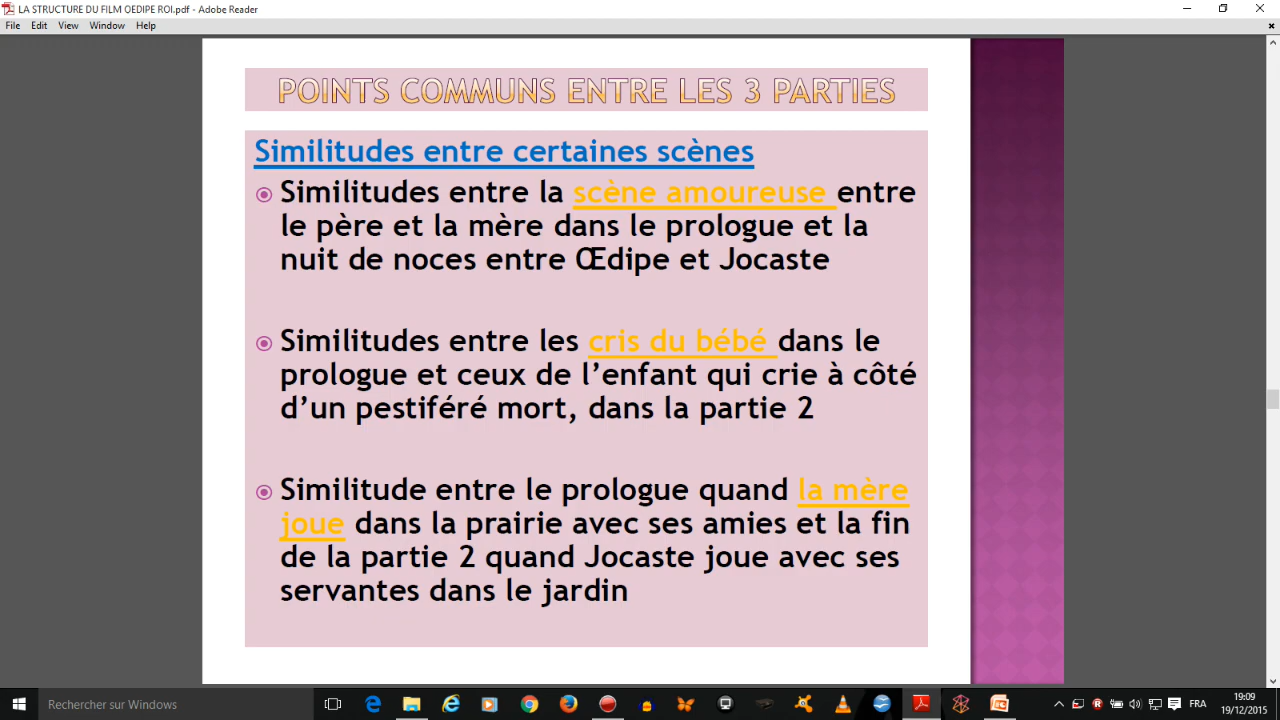 LA STRUCTURE DU FILM OEDIPE ROI.pdf - Adobe Reader
File Edit View Window Help
POINTS COMMUNS ENTRE LES 3 PARTIES
Similitudes entre certaines scènes
Similitudes entre la scène amoureuse entre
le père et la mère dans le prologue et la
nuit de noces entre Œdipe et Jocaste
Similitudes entre les cris du bébé dans le
prologue et ceux de l’enfant qui crie à côté
d’un pestiféré mort, dans la partie 2
Similitude entre le prologue quand la mère
joue dans la prairie avec ses amies et la fin
de la partie 2 quand Jocaste joue avec ses
servantes dans le jardin
Rechercher sur Windows
FRA
19:09
19/12/2015